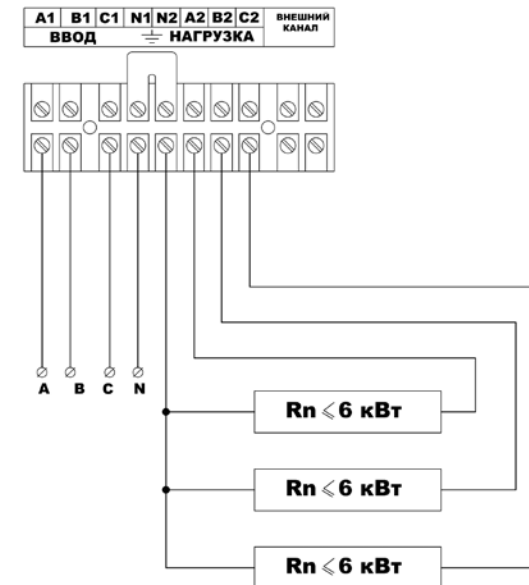 A1 B1 C1 N1 N2 A2 B2 C2 ВНЕШНИЙ
КАНАЛ
ВВОД ⏚ НАГРУЗКА
A B C N
Rn ⩽ 6 кВт
Rn ⩽ 6 кВт
Rn ⩽ 6 кВт